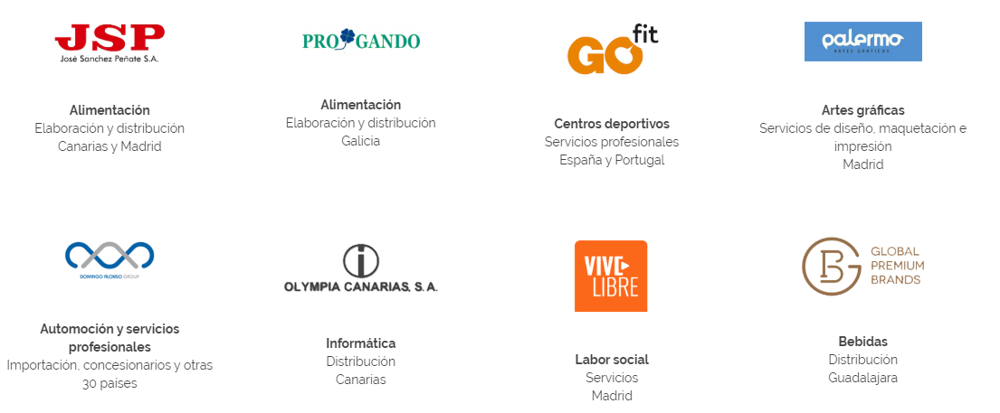 JSP
José Sanchez Peñate S.A.
Alimentación
Elaboración y distribución
Canarias y Madrid
PROGANDO
Alimentación
Elaboración y distribución
Galicia
GO fit
Centros deportivos
Servicios profesionales
España y Portugal
palermo
ARTES GRÁFICAS
Artes gráficas
Servicios de diseño, maquetación e
impresión
Madrid
DOMINGO ALONSO GROUP
Automoción y servicios
profesionales
Importación, concesionarios y otras
30 países
OLYMPIA CANARIAS, S.A.
Informática
Distribución
Canarias
VIVE
LIBRE
Labor social
Servicios
Madrid
BG
GLOBAL
PREMIUM
BRANDS
Bebidas
Distribución
Guadalajara